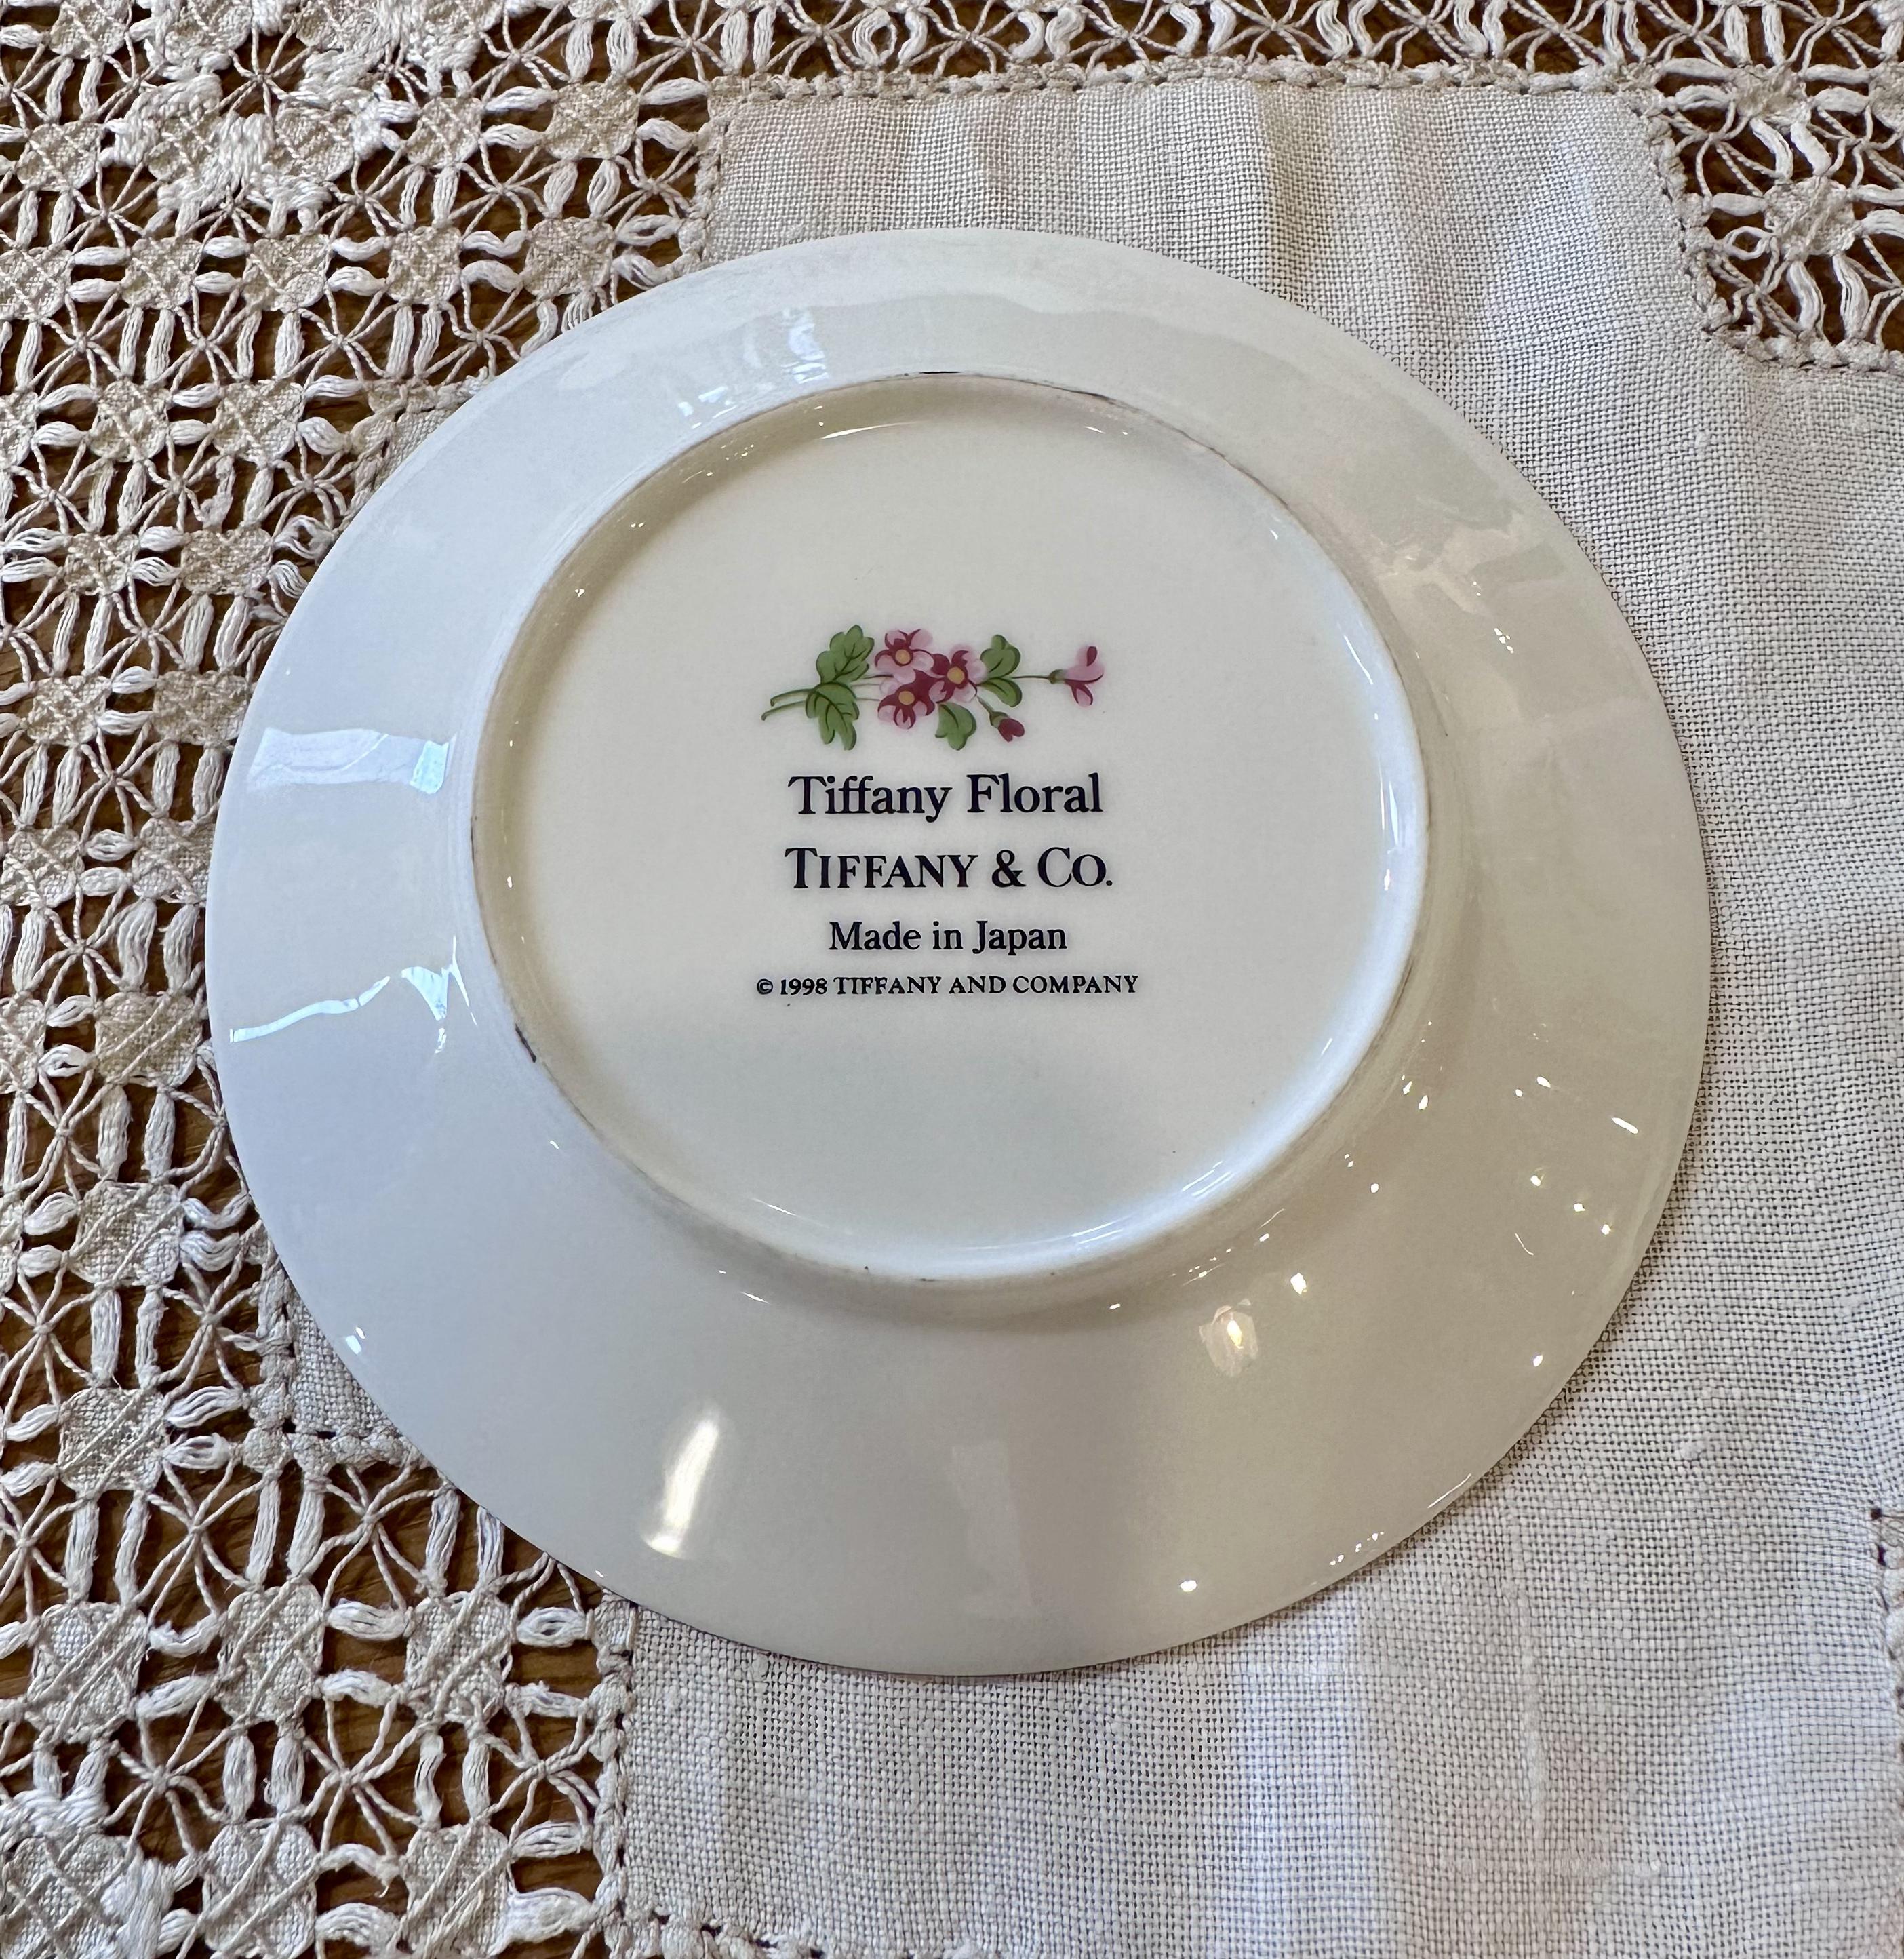 Tiffany Floral
TIFFANY & CO.
Made in Japan
© 1998 TIFFANY AND COMPANY